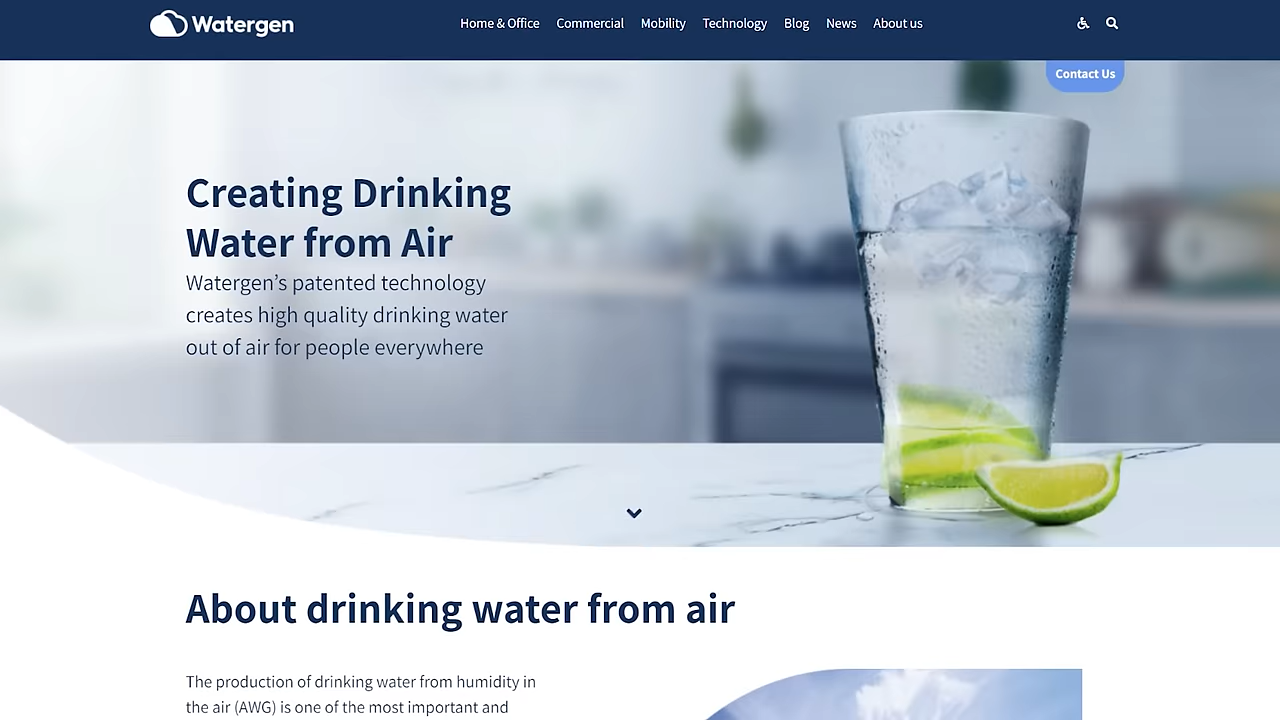 Watergen
Home & Office Commercial Mobility Technology Blog News About us
Contact Us
Creating Drinking
Water from Air
Watergen’s patented technology
creates high quality drinking water
out of air for people everywhere
About drinking water from air
The production of drinking water from humidity in
the air (AWG) is one of the most important and